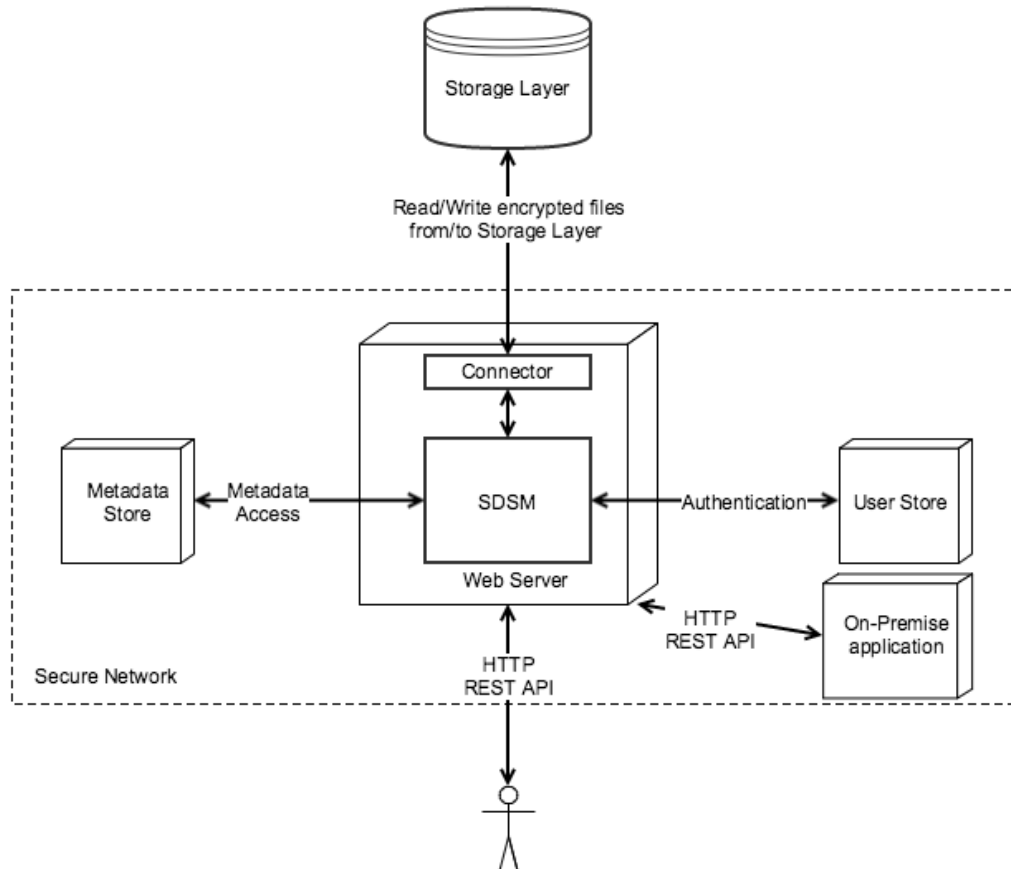 Storage Layer
Read/Write encrypted files
from/to Storage Layer
Connector
Metadata
Store
Metadata
Access
SDSM
Authentication
User Store
Web Server
HTTP
REST API
On-Premise
application
HTTP
REST API
Secure Network